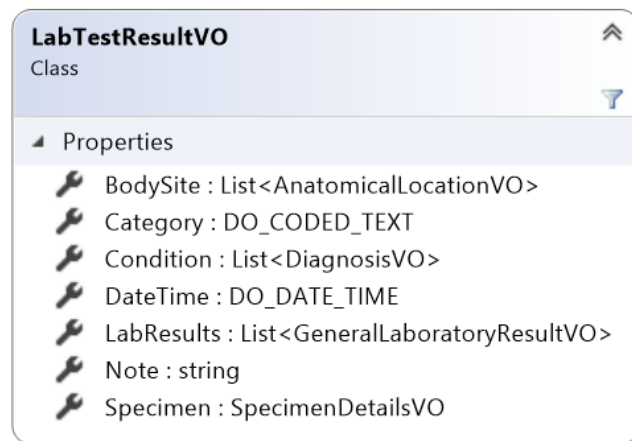 LabTestResultVO
Class
Properties
BodySite : List<AnatomicalLocationVO>
Category : DO_CODED_TEXT
Condition : List<DiagnosisVO>
DateTime : DO_DATE_TIME
LabResults : List<GeneralLaboratoryResultVO>
Note : string
Specimen : SpecimenDetailsVO